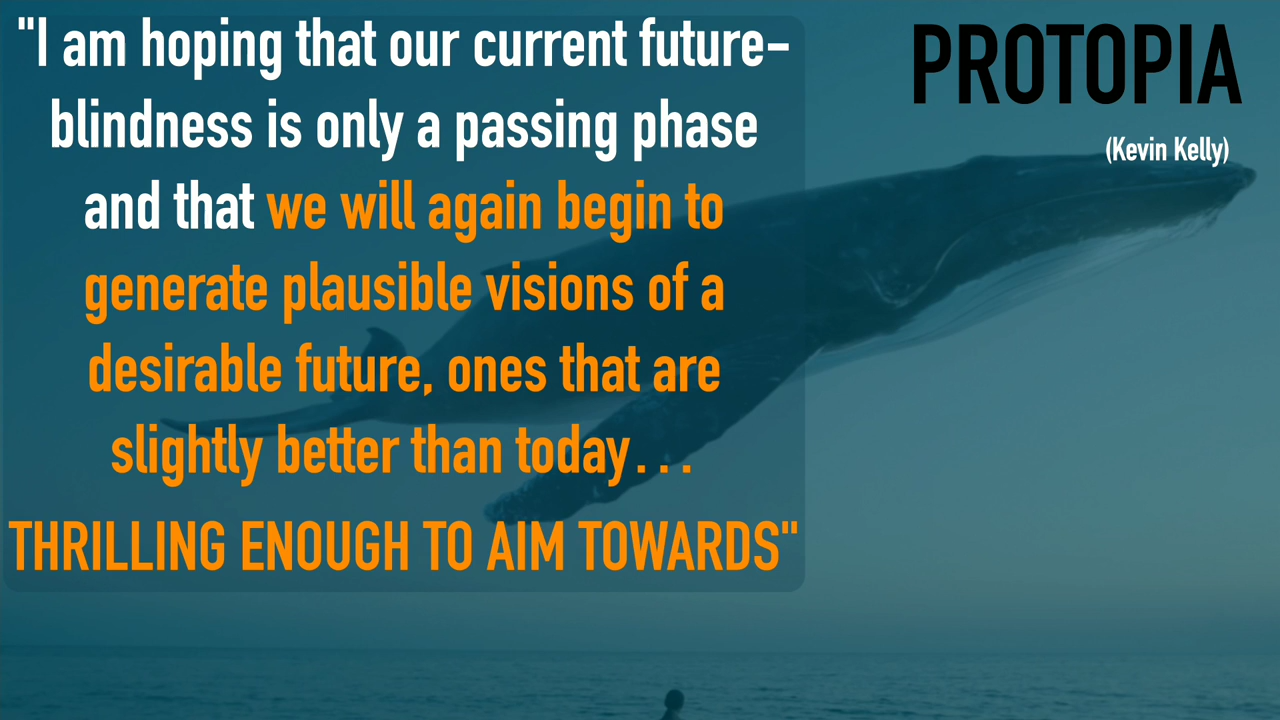 "I am hoping that our current future-
blindness is only a passing phase
and that we will again begin to
generate plausible visions of a
desirable future, ones that are
slightly better than today...
THRILLING ENOUGH TO AIM TOWARDS"
PROTOPIA
(Kevin Kelly)